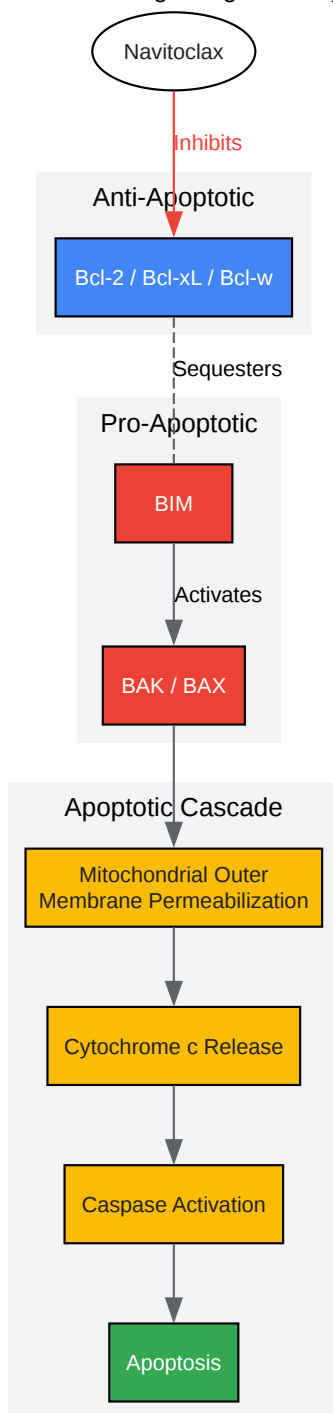 Navitoclax
Inhibits
Anti-Apoptotic
Bcl-2 / Bcl-xL / Bcl-w
Sequesters
Pro-Apoptotic
BIM
Activates
BAK / BAX
Apoptotic Cascade
Mitochondrial Outer
Membrane Permeabilization
Cytochrome c Release
Caspase Activation
Apoptosis